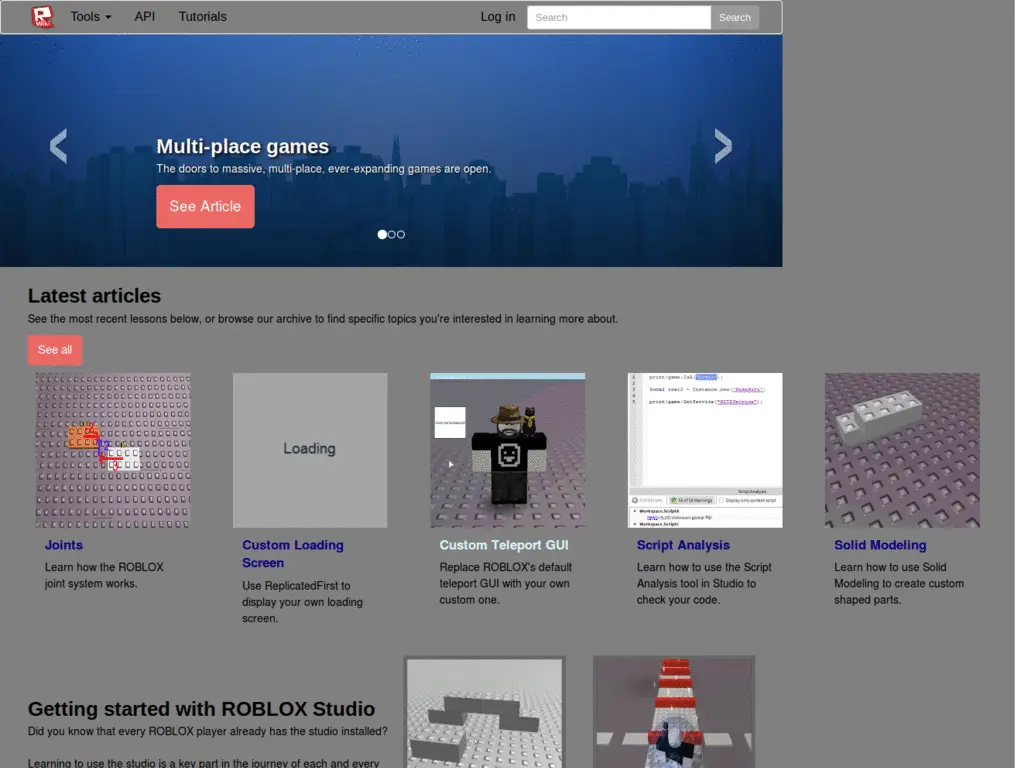 R Wiki Tools API Tutorials Log in Search Search
Multi-place games
The doors to massive, multi-place, ever-expanding games are open.
See Article
Latest articles
See the most recent lessons below, or browse our archive to find specific topics you're interested in learning more about.
See all
Loading
Script Analysis
Display only current script
Joints
Learn how the ROBLOX
joint system works.
Custom Loading
Screen
Use ReplicatedFirst to
display your own loading
screen.
Custom Teleport GUI
Replace ROBLOX's default
teleport GUI with your own
custom one.
Script Analysis
Learn how to use the Script
Analysis tool in Studio to
check your code.
Solid Modeling
Learn how to use Solid
Modeling to create custom
shaped parts.
Getting started with ROBLOX Studio
Did you know that every ROBLOX player already has the studio installed?
Learning to use the studio is a key part in the journey of each and every